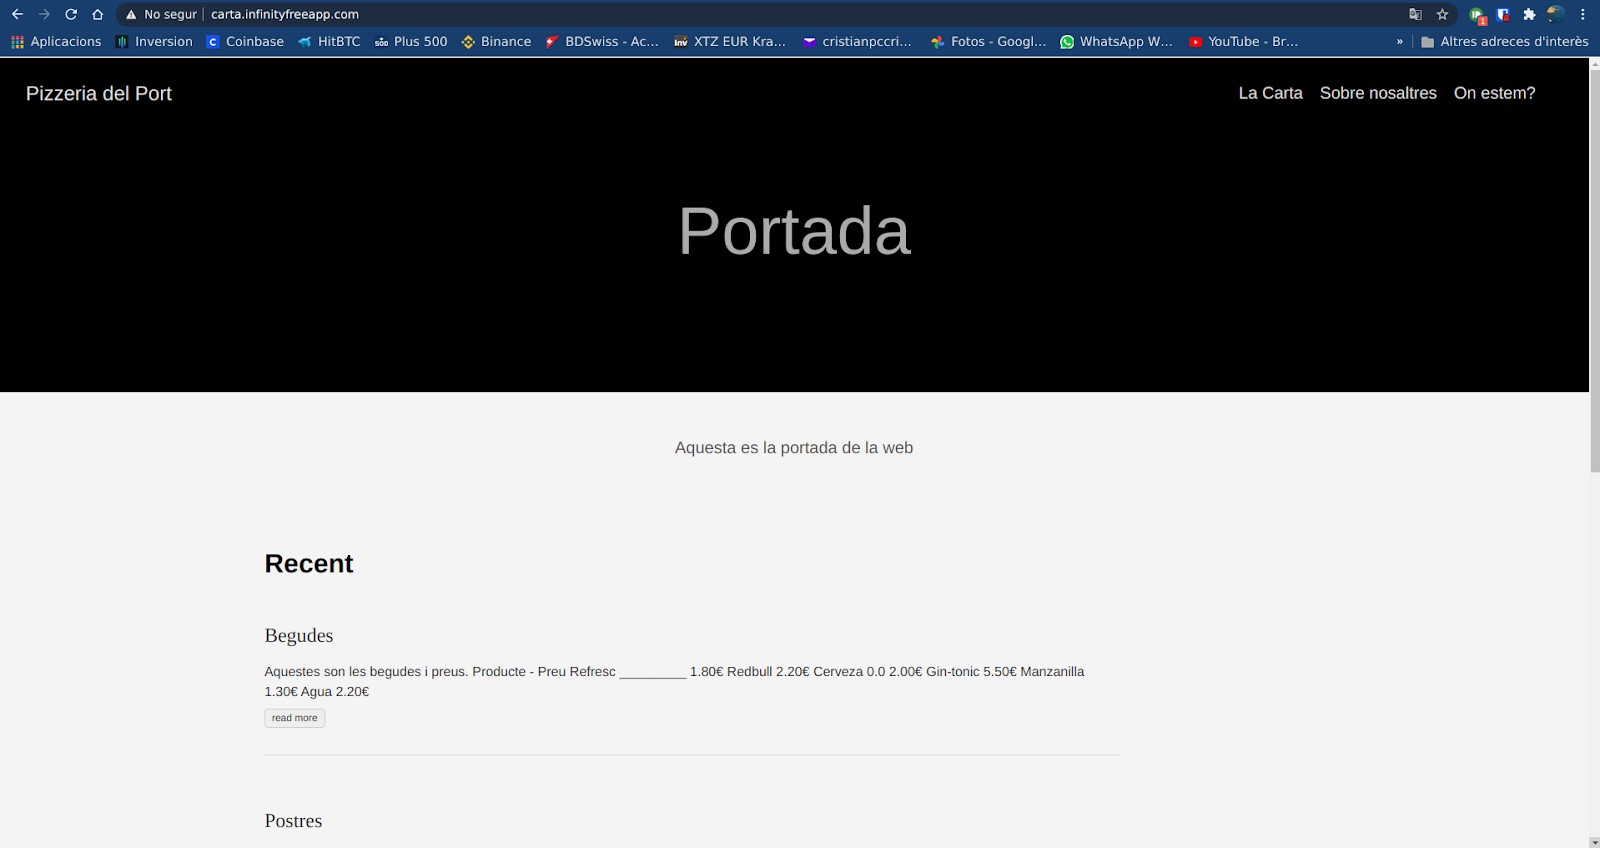 No segur carta.infinityfreeapp.com
Aplicacions Inversion Coinbase HitBTC Plus 500 Binance BDSwiss - Ac... XTZ EUR Kra... cristianpccri... Fotos - Googl... WhatsApp W... YouTube - Br... » Altres adreces d'interès
Pizzeria del Port La Carta Sobre nosaltres On estem?
Portada
Aquesta es la portada de la web
Recent
Begudes
Aquestes son les begudes i preus. Producte - Preu Refresc _________ 1.80€ Redbull 2.20€ Cerveza 0.0 2.00€ Gin-tonic 5.50€ Manzanilla
1.30€ Agua 2.20€
read more
Postres